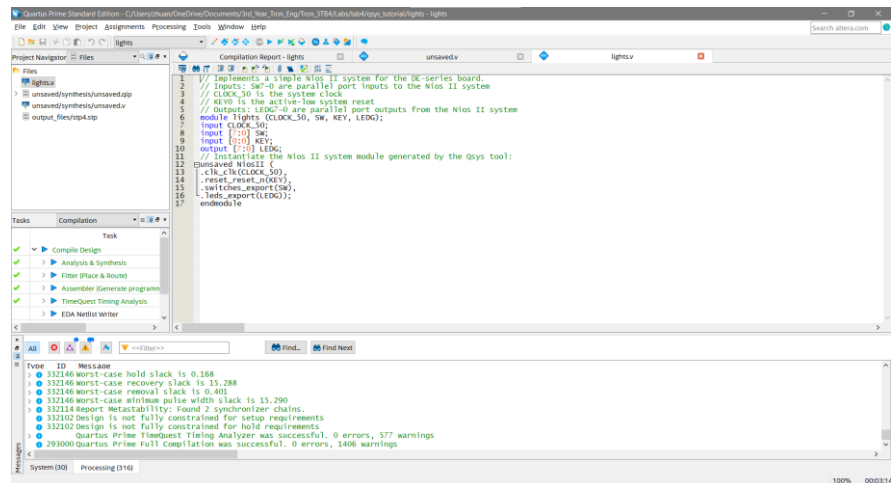 Quartus Prime Standard Edition - C:/Users/zhuan/OneDrive/Documents/3rd_Year_Tron_Eng/Tron_3TB4/Labs/lab4/qsys_tutorial/lights - lights
File Edit View Project Assignments Processing Tools Window Help
Search altera.com
lights
Project Navigator Files
Compilation Report - lights
unsaved.v
lights.v
Files
lights.v
unsaved/synthesis/unsaved.qip
unsaved/synthesis/unsaved.v
output_files/stp4.stp
1 // Implements a simple Nios II system for the DE-series board.
2 // Inputs: SW7-0 are parallel port inputs to the Nios II system
3 // CLOCK_50 is the system clock
4 // KEY0 is the active-low system reset
5 // Outputs: LEDG7-0 are parallel port outputs from the Nios II system
6 module lights (CLOCK_50, SW, KEY, LEDG);
7 input CLOCK_50;
8 input [7:0] SW;
9 input [0:0] KEY;
10 output [7:0] LEDG;
11 // Instantiate the Nios II system module generated by the Qsys tool:
12 unsaved NiosII (
13 .clk_clk(CLOCK_50),
14 .reset_reset_n(KEY),
15 .switches_export(SW),
16 .leds_export(LEDG));
17 endmodule
Tasks Compilation
Task
Compile Design
Analysis & Synthesis
Fitter (Place & Route)
Assembler (Generate programm
TimeQuest Timing Analysis
EDA Netlist Writer
All
<<Filter>>
Find...
Find Next
Type ID Message
332146 Worst-case hold slack is 0.168
332146 Worst-case recovery slack is 15.288
332146 Worst-case removal slack is 0.401
332146 Worst-case minimum pulse width slack is 15.290
332114 Report Metastability: Found 2 synchronizer chains.
332102 Design is not fully constrained for setup requirements
332102 Design is not fully constrained for hold requirements
Quartus Prime TimeQuest Timing Analyzer was successful. 0 errors, 577 warnings
293000 Quartus Prime Full Compilation was successful. 0 errors, 1406 warnings
Messages
System (30) Processing (316)
100% 00:03:14